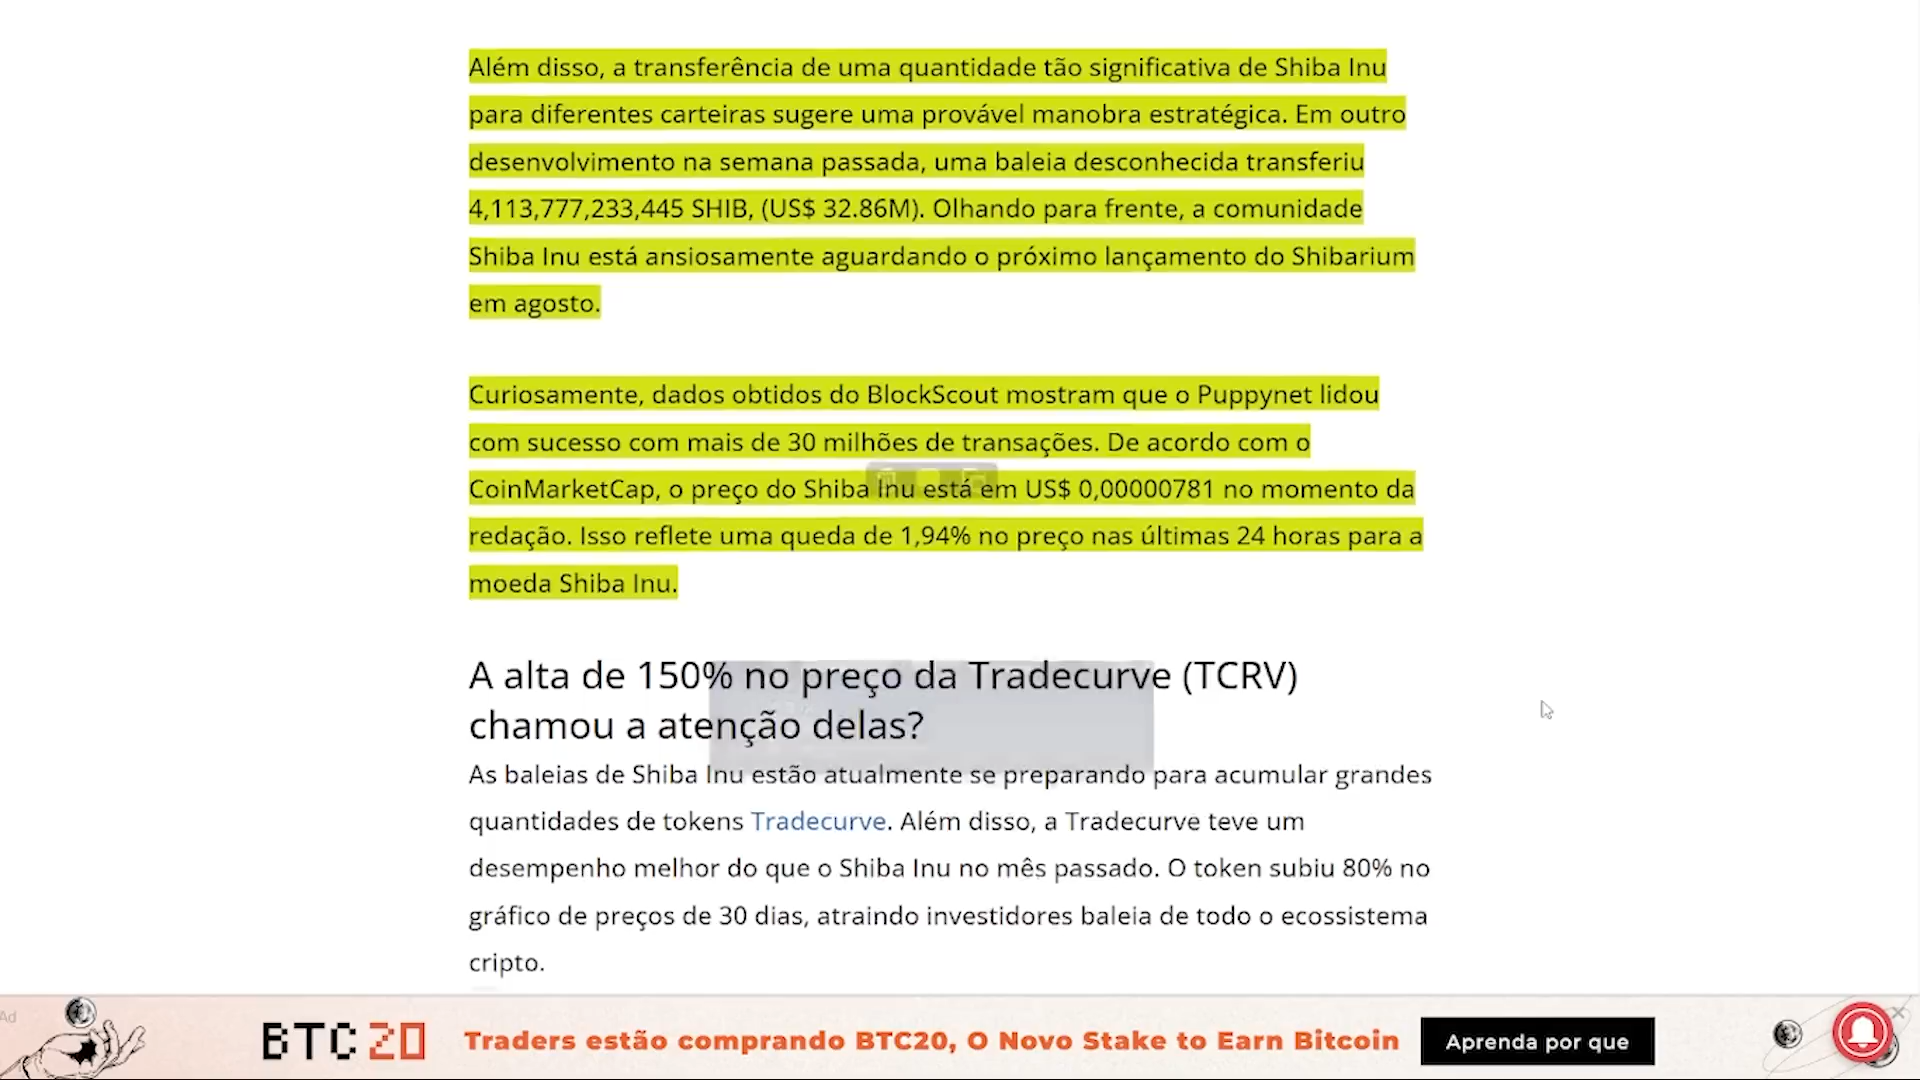 Além disso, a transferência de uma quantidade tão significativa de Shiba Inu
para diferentes carteiras sugere uma provável manobra estratégica. Em outro
desenvolvimento na semana passada, uma baleia desconhecida transferiu
4,113,777,233,445 SHIB, (US$ 32.86M). Olhando para frente, a comunidade
Shiba Inu está ansiosamente aguardando o próximo lançamento do Shibarium
em agosto.
Curiosamente, dados obtidos do BlockScout mostram que o Puppynet lidou
com sucesso com mais de 30 milhões de transações. De acordo com o
CoinMarketCap, o preço do Shiba Inu está em US$ 0,00000781 no momento da
redação. Isso reflete uma queda de 1,94% no preço nas últimas 24 horas para a
moeda Shiba Inu.
A alta de 150% no preço da Tradecurve (TCRV)
chamou a atenção delas?
As baleias de Shiba Inu estão atualmente se preparando para acumular grandes
quantidades de tokens Tradecurve. Além disso, a Tradecurve teve um
desempenho melhor do que o Shiba Inu no mês passado. O token subiu 80% no
gráfico de preços de 30 dias, atraindo investidores baleia de todo o ecossistema
cripto.
Ad
BTC20 Traders estão comprando BTC20, O Novo Stake to Earn Bitcoin Aprenda por que